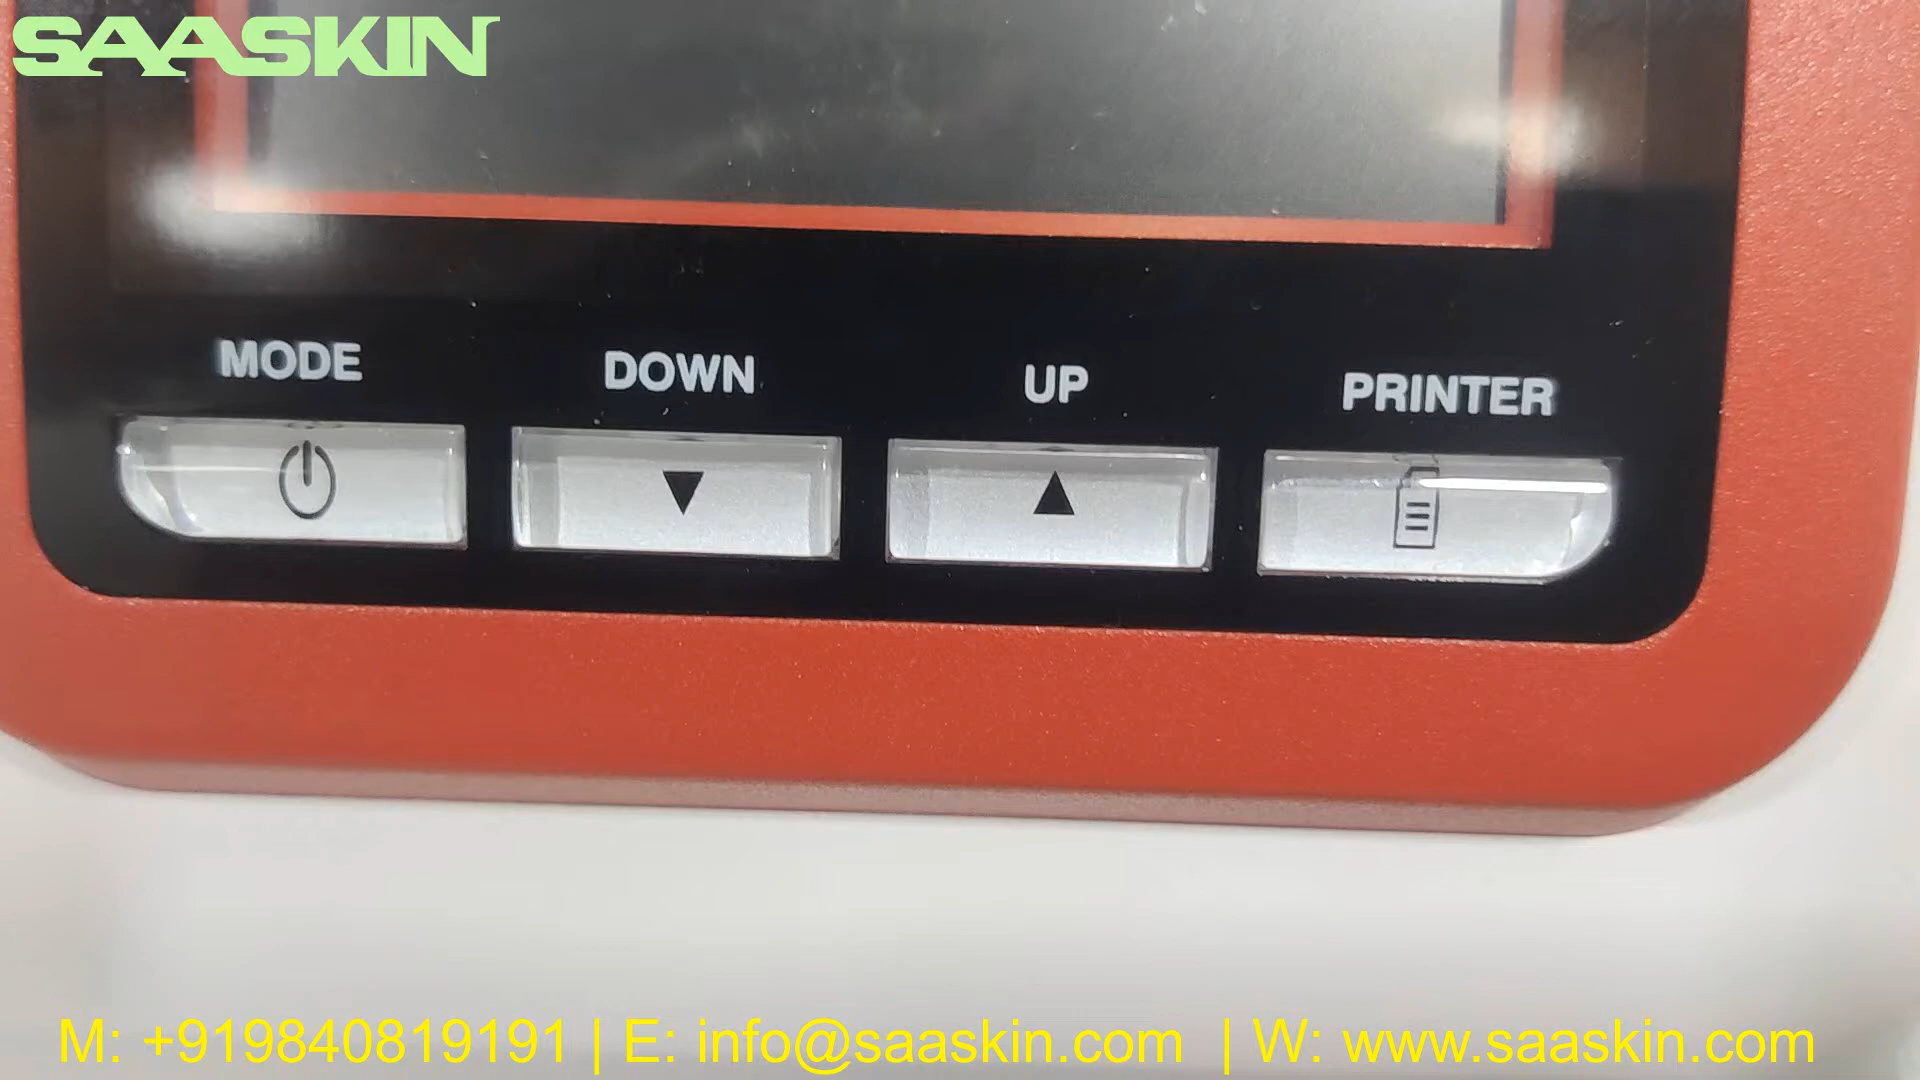 SAASKIN
MODE DOWN UP PRINTER
M: +919840819191 | E: info@saaskin.com | W: www.saaskin.com